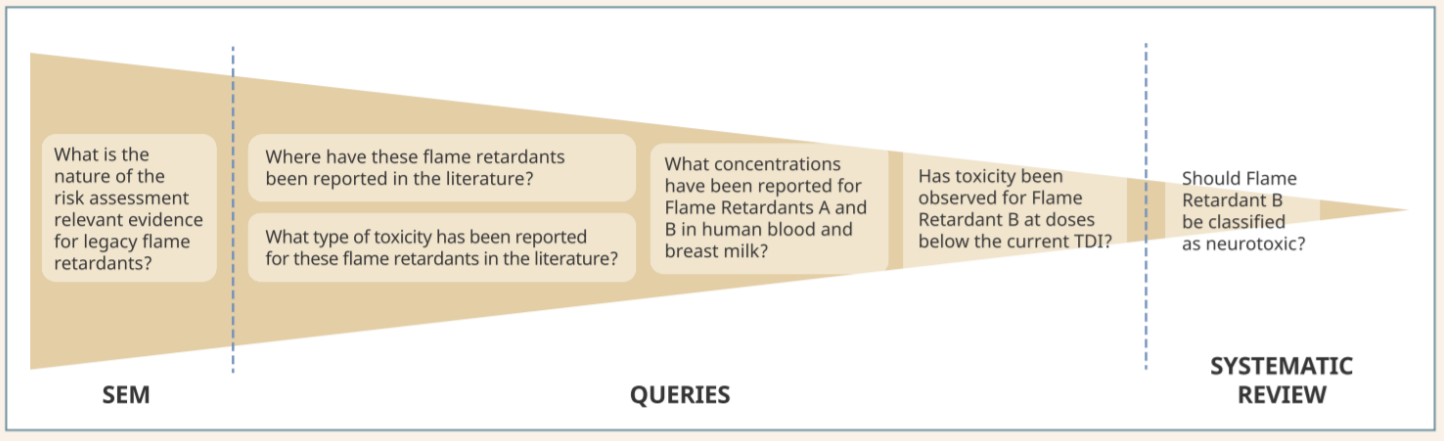 What is the
nature of the
risk assessment
relevant evidence
for legacy flame
retardants?
Where have these flame retardants
been reported in the literature?
What type of toxicity has been reported
for these flame retardants in the literature?
What concentrations
have been reported for
Flame Retardants A and
B in human blood and
breast milk?
Has toxicity been
observed for Flame
Retardant B at doses
below the current TDI?
Should Flame
Retardant B
be classified
as neurotoxic?
SEM
QUERIES
SYSTEMATIC
REVIEW